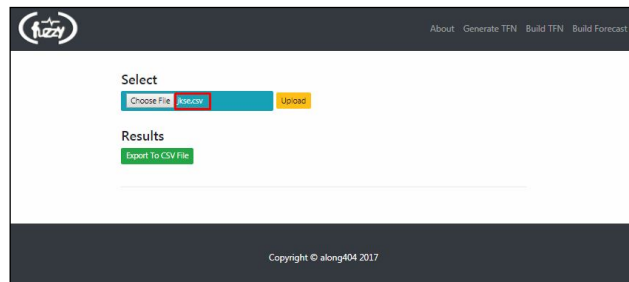 fuzzy
About Generate TFN Build TFN Build Forecast
Select
Choose File jkse.csv
Upload
Results
Export To CSV File
Copyright © along404 2017